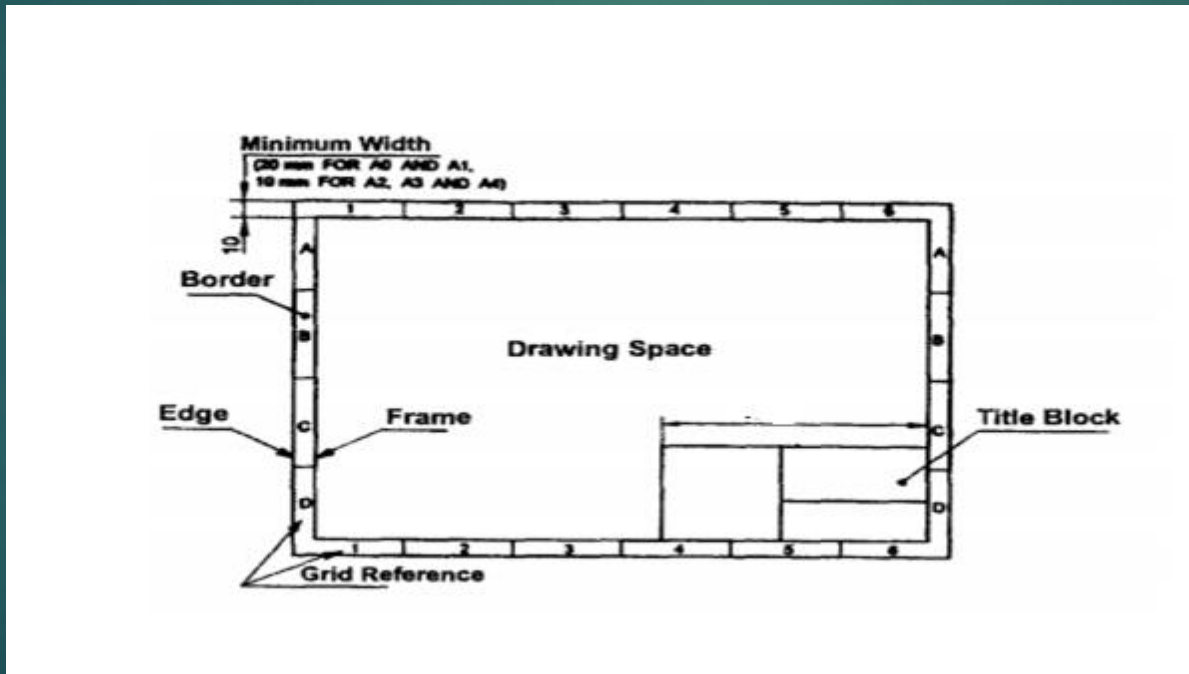 Minimum Width
(20 mm FOR A0 AND A1,
10 mm FOR A2, A3 AND A4)
1 2 3 4 5 6
10
A A
Border
B B
Drawing Space
Edge
Frame
C C
Title Block
D D
1 2 3 4 5 6
Grid Reference